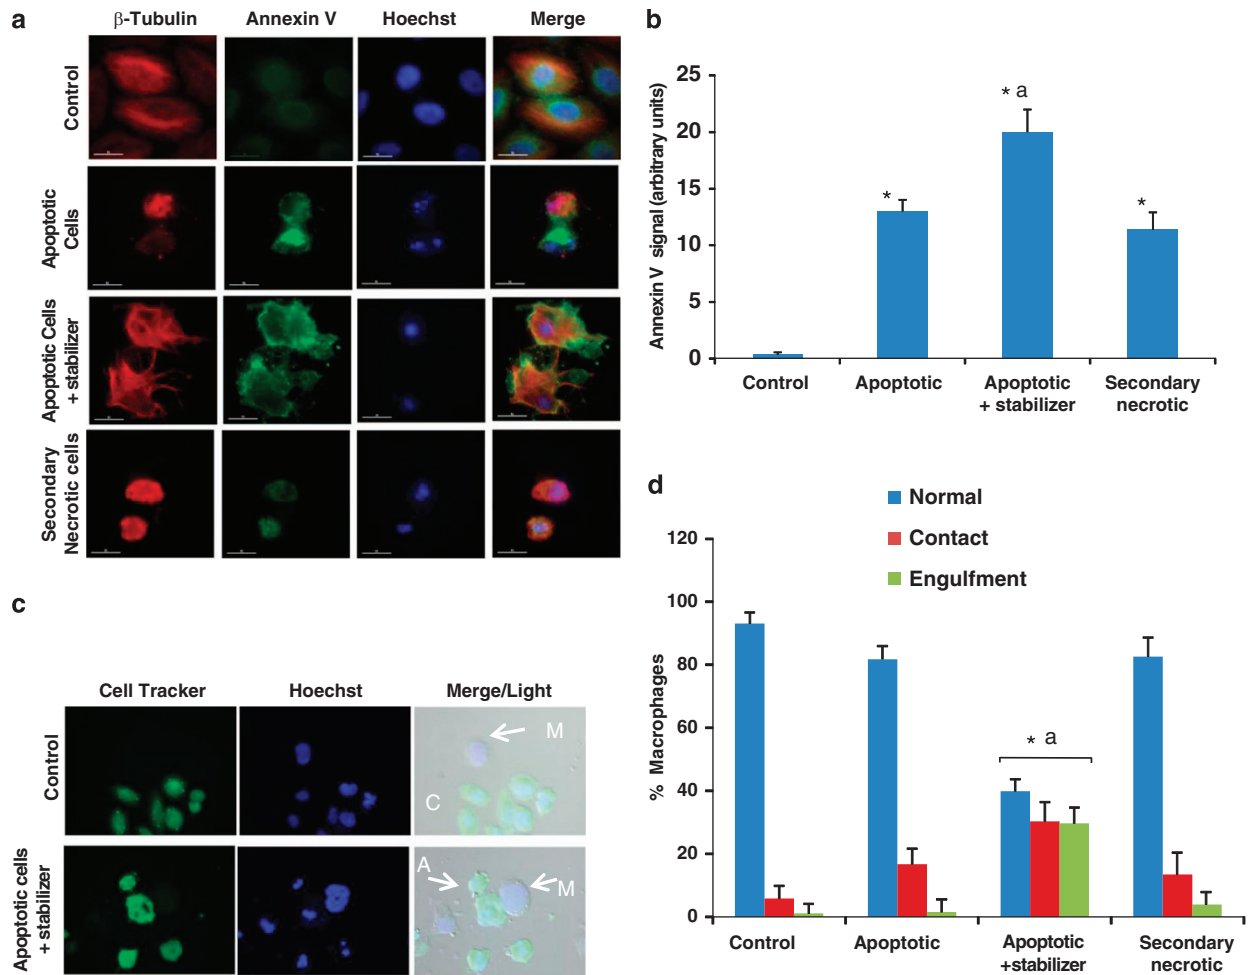 a
β-Tubulin Annexin V Hoechst Merge
Control
Apoptotic
Cells
Apoptotic Cells
+ stabilizer
Secondary
Necrotic cells
b
Annexin V signal (arbitrary units)
25
20
15
10
5
0
* * a *
Control Apoptotic Apoptotic
+ stabilizer
Secondary
necrotic
c
Cell Tracker Hoechst Merge/Light
Control
M
C
Apoptotic cells
+ stabilizer
A
M
d
Normal
Contact
Engulfment
% Macrophages
120
100
80
60
40
20
0
* a
Control Apoptotic Apoptotic
+stabilizer
Secondary
necrotic